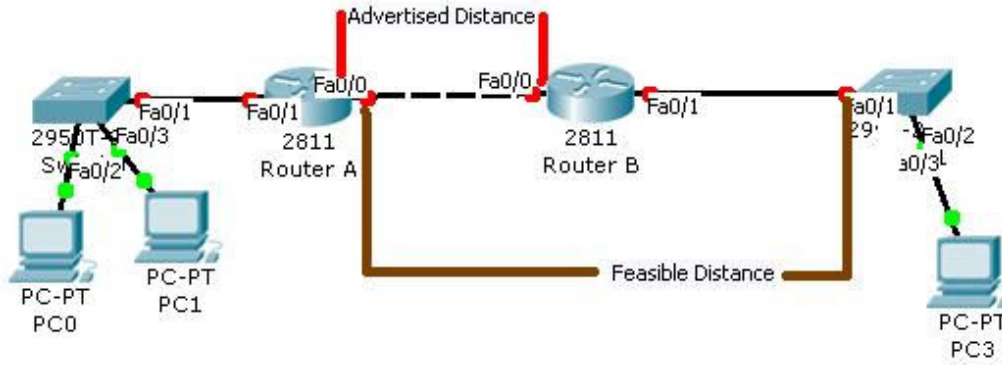 Advertised Distance
Fa0/0
Fa0/0
Fa0/1
Fa0/1
Fa0/1
Fa0/1
Fa0/3
Fa0/2
2811
Router A
2811
Router B
Fa0/2
Feasible Distance
PC-PT
PC0
PC-PT
PC1
PC-PT
PC3